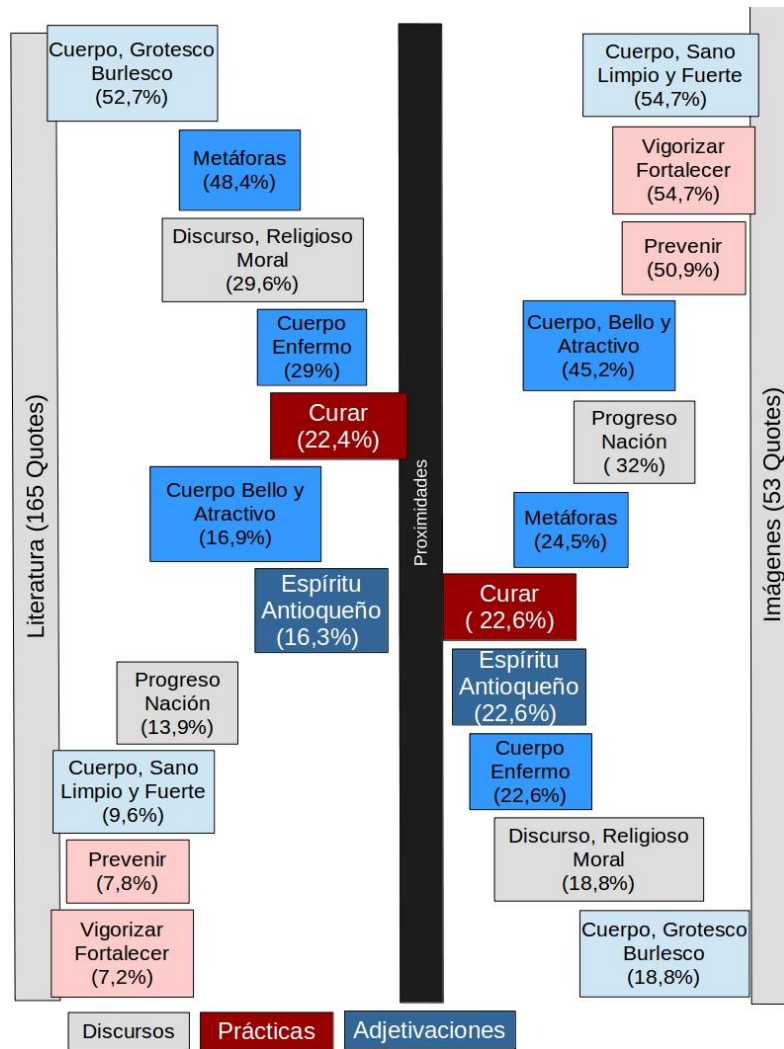 Literatura (165 Quotes)
Cuerpo, Grotesco
Burlesco
(52,7%)
Metáforas
(48,4%)
Discurso, Religioso
Moral
(29,6%)
Cuerpo
Enfermo
(29%)
Curar
(22,4%)
Cuerpo Bello y
Atractivo
(16,9%)
Espíritu
Antioqueño
(16,3%)
Progreso
Nación
(13,9%)
Cuerpo, Sano
Limpio y Fuerte
(9,6%)
Prevenir
(7,8%)
Vigorizar
Fortalecer
(7,2%)
Proximidades
Cuerpo, Sano
Limpio y Fuerte
(54,7%)
Vigorizar
Fortalecer
(54,7%)
Prevenir
(50,9%)
Cuerpo, Bello y
Atractivo
(45,2%)
Progreso
Nación
( 32%)
Metáforas
(24,5%)
Curar
( 22,6%)
Espíritu
Antioqueño
(22,6%)
Cuerpo
Enfermo
(22,6%)
Discurso, Religioso
Moral
(18,8%)
Cuerpo, Grotesco
Burlesco
(18,8%)
Imágenes (53 Quotes)
Discursos
Prácticas
Adjetivaciones